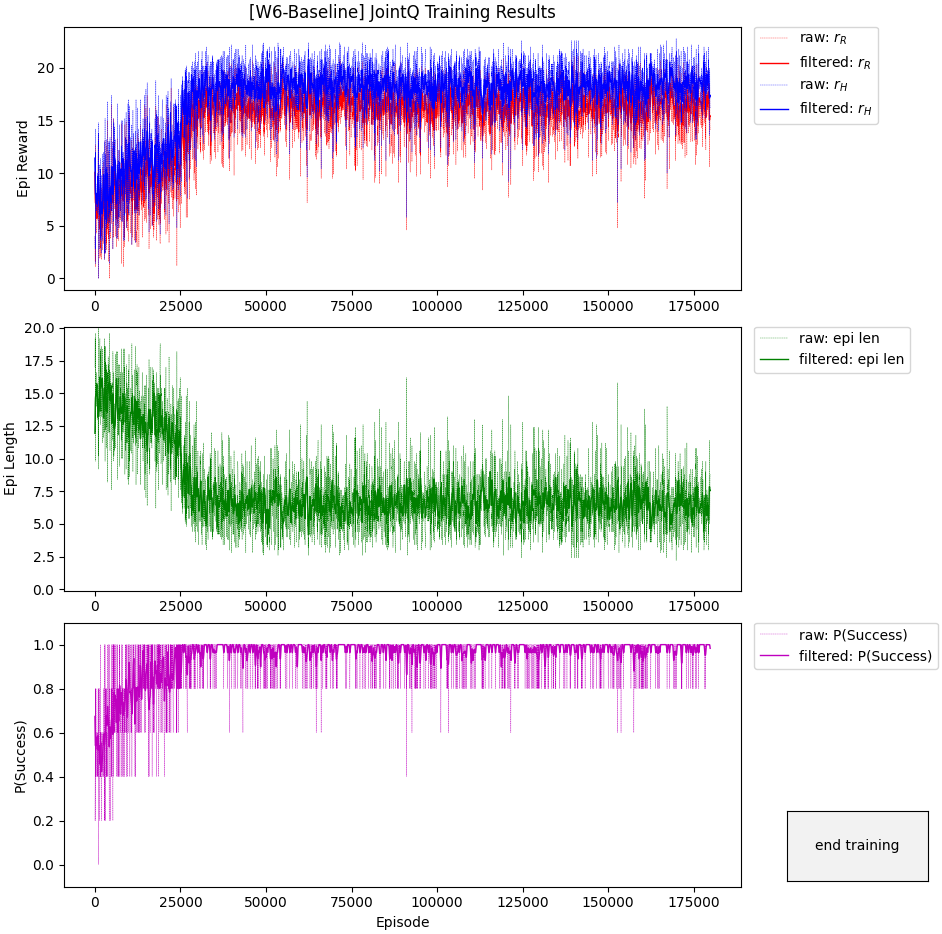 [W6-Baseline] JointQ Training Results
Epi Reward
20
15
10
5
0
0 25000 50000 75000 100000 125000 150000 175000
raw: r_R
filtered: r_R
raw: r_H
filtered: r_H
Epi Length
20.0
17.5
15.0
12.5
10.0
7.5
5.0
2.5
0.0
0 25000 50000 75000 100000 125000 150000 175000
raw: epi len
filtered: epi len
P(Success)
1.0
0.8
0.6
0.4
0.2
0.0
0 25000 50000 75000 100000 125000 150000 175000
Episode
raw: P(Success)
filtered: P(Success)
end training